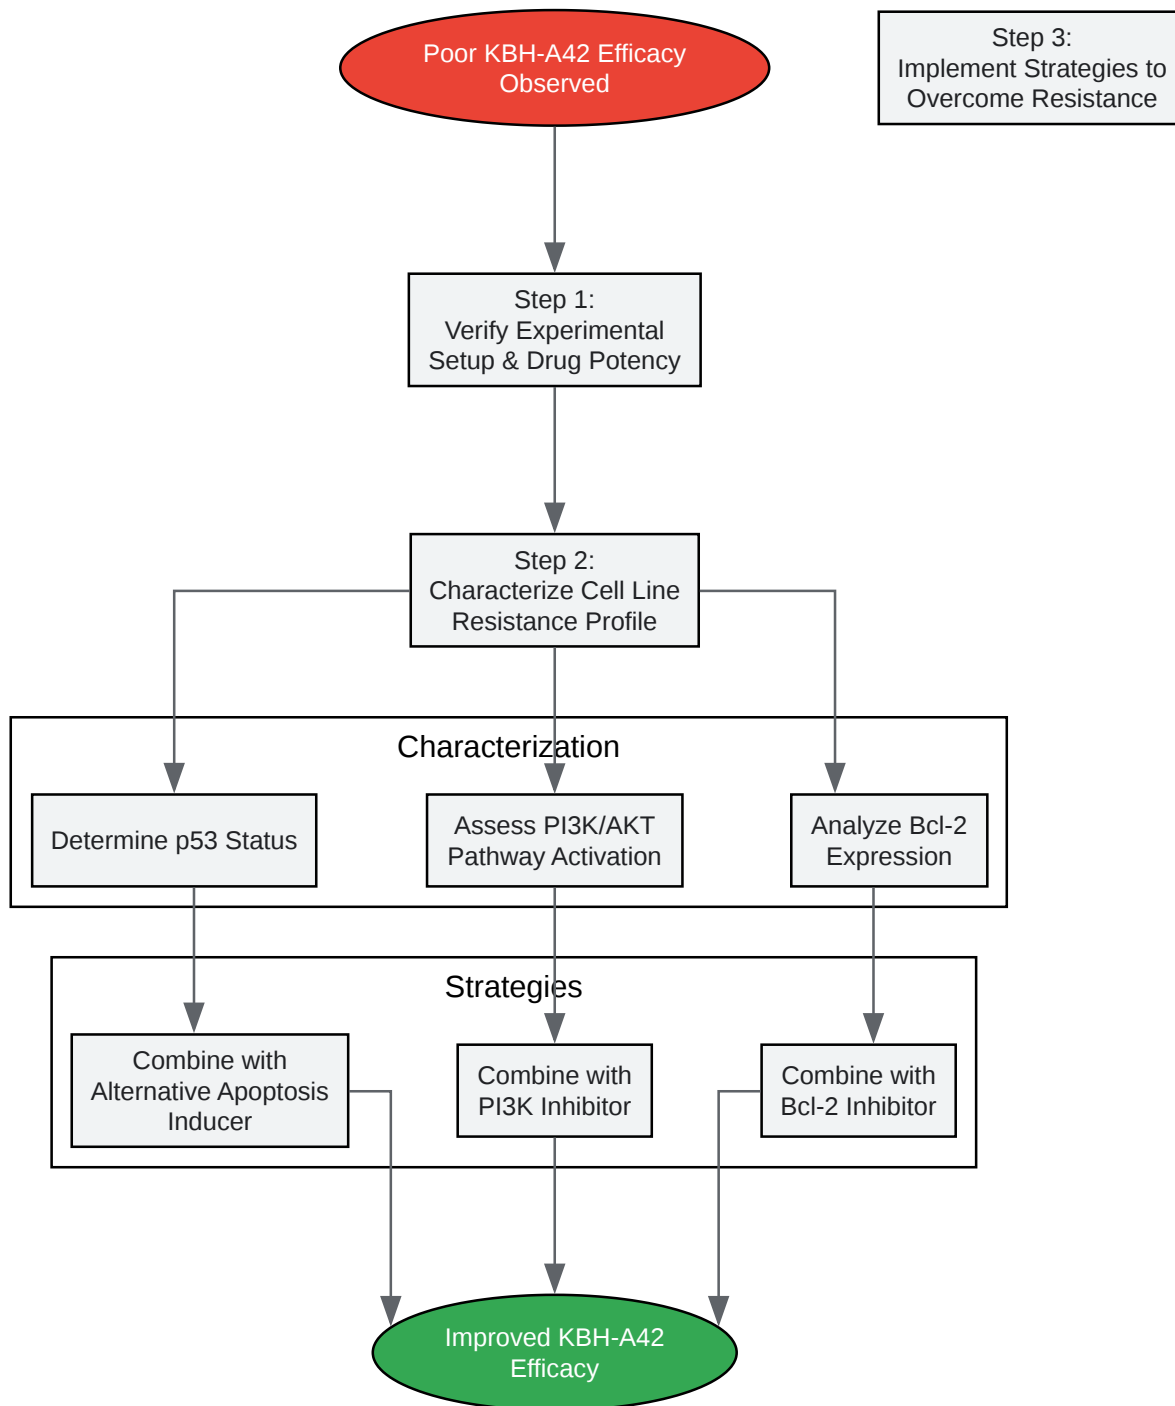 Poor KBH-A42 Efficacy
Observed
Step 3:
Implement Strategies to
Overcome Resistance
Step 1:
Verify Experimental
Setup & Drug Potency
Step 2:
Characterize Cell Line
Resistance Profile
Characterization
Determine p53 Status
Assess PI3K/AKT
Pathway Activation
Analyze Bcl-2
Expression
Strategies
Combine with
Alternative Apoptosis
Inducer
Combine with
PI3K Inhibitor
Combine with
Bcl-2 Inhibitor
Improved KBH-A42
Efficacy